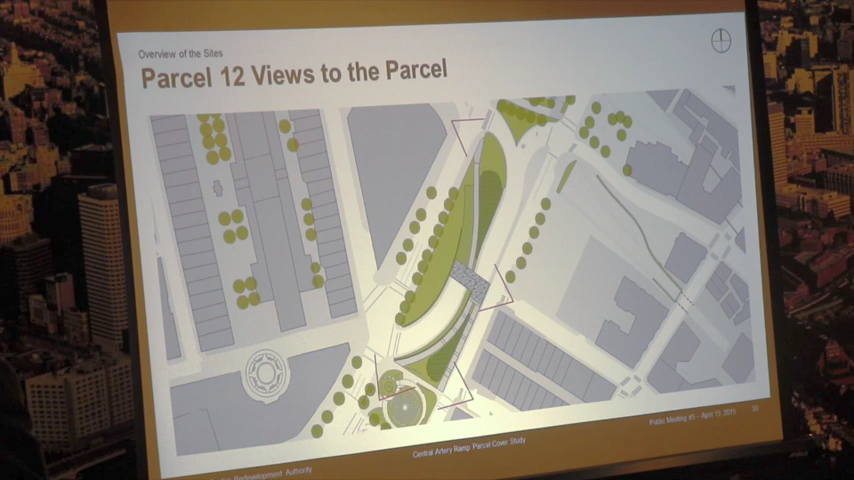 Overview of the Sites
Parcel 12 Views to the Parcel
Public Meeting #5 – April 15 2015
Central Artery Ramp Parcel Cover Study
Redevelopment Authority